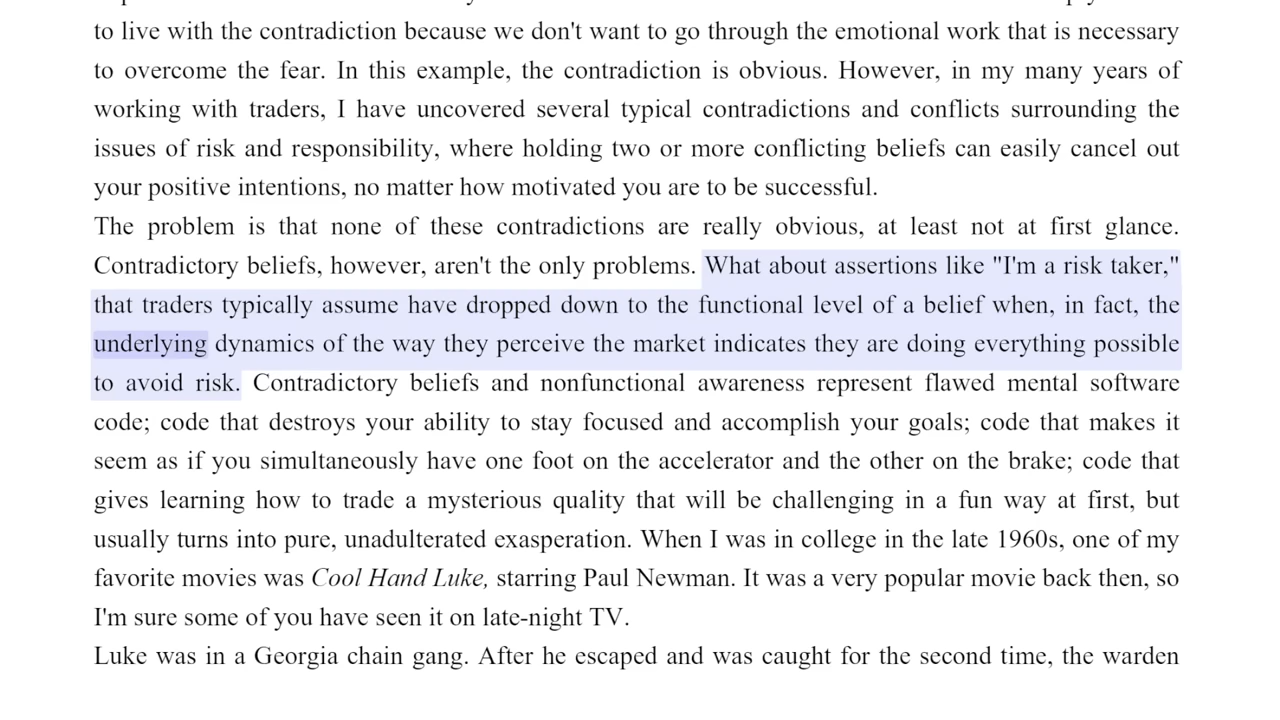 to live with the contradiction because we don't want to go through the emotional work that is necessary
to overcome the fear. In this example, the contradiction is obvious. However, in my many years of
working with traders, I have uncovered several typical contradictions and conflicts surrounding the
issues of risk and responsibility, where holding two or more conflicting beliefs can easily cancel out
your positive intentions, no matter how motivated you are to be successful.
The problem is that none of these contradictions are really obvious, at least not at first glance.
Contradictory beliefs, however, aren't the only problems. What about assertions like "I'm a risk taker,"
that traders typically assume have dropped down to the functional level of a belief when, in fact, the
underlying dynamics of the way they perceive the market indicates they are doing everything possible
to avoid risk. Contradictory beliefs and nonfunctional awareness represent flawed mental software
code; code that destroys your ability to stay focused and accomplish your goals; code that makes it
seem as if you simultaneously have one foot on the accelerator and the other on the brake; code that
gives learning how to trade a mysterious quality that will be challenging in a fun way at first, but
usually turns into pure, unadulterated exasperation. When I was in college in the late 1960s, one of my
favorite movies was Cool Hand Luke, starring Paul Newman. It was a very popular movie back then, so
I'm sure some of you have seen it on late-night TV.
Luke was in a Georgia chain gang. After he escaped and was caught for the second time, the warden